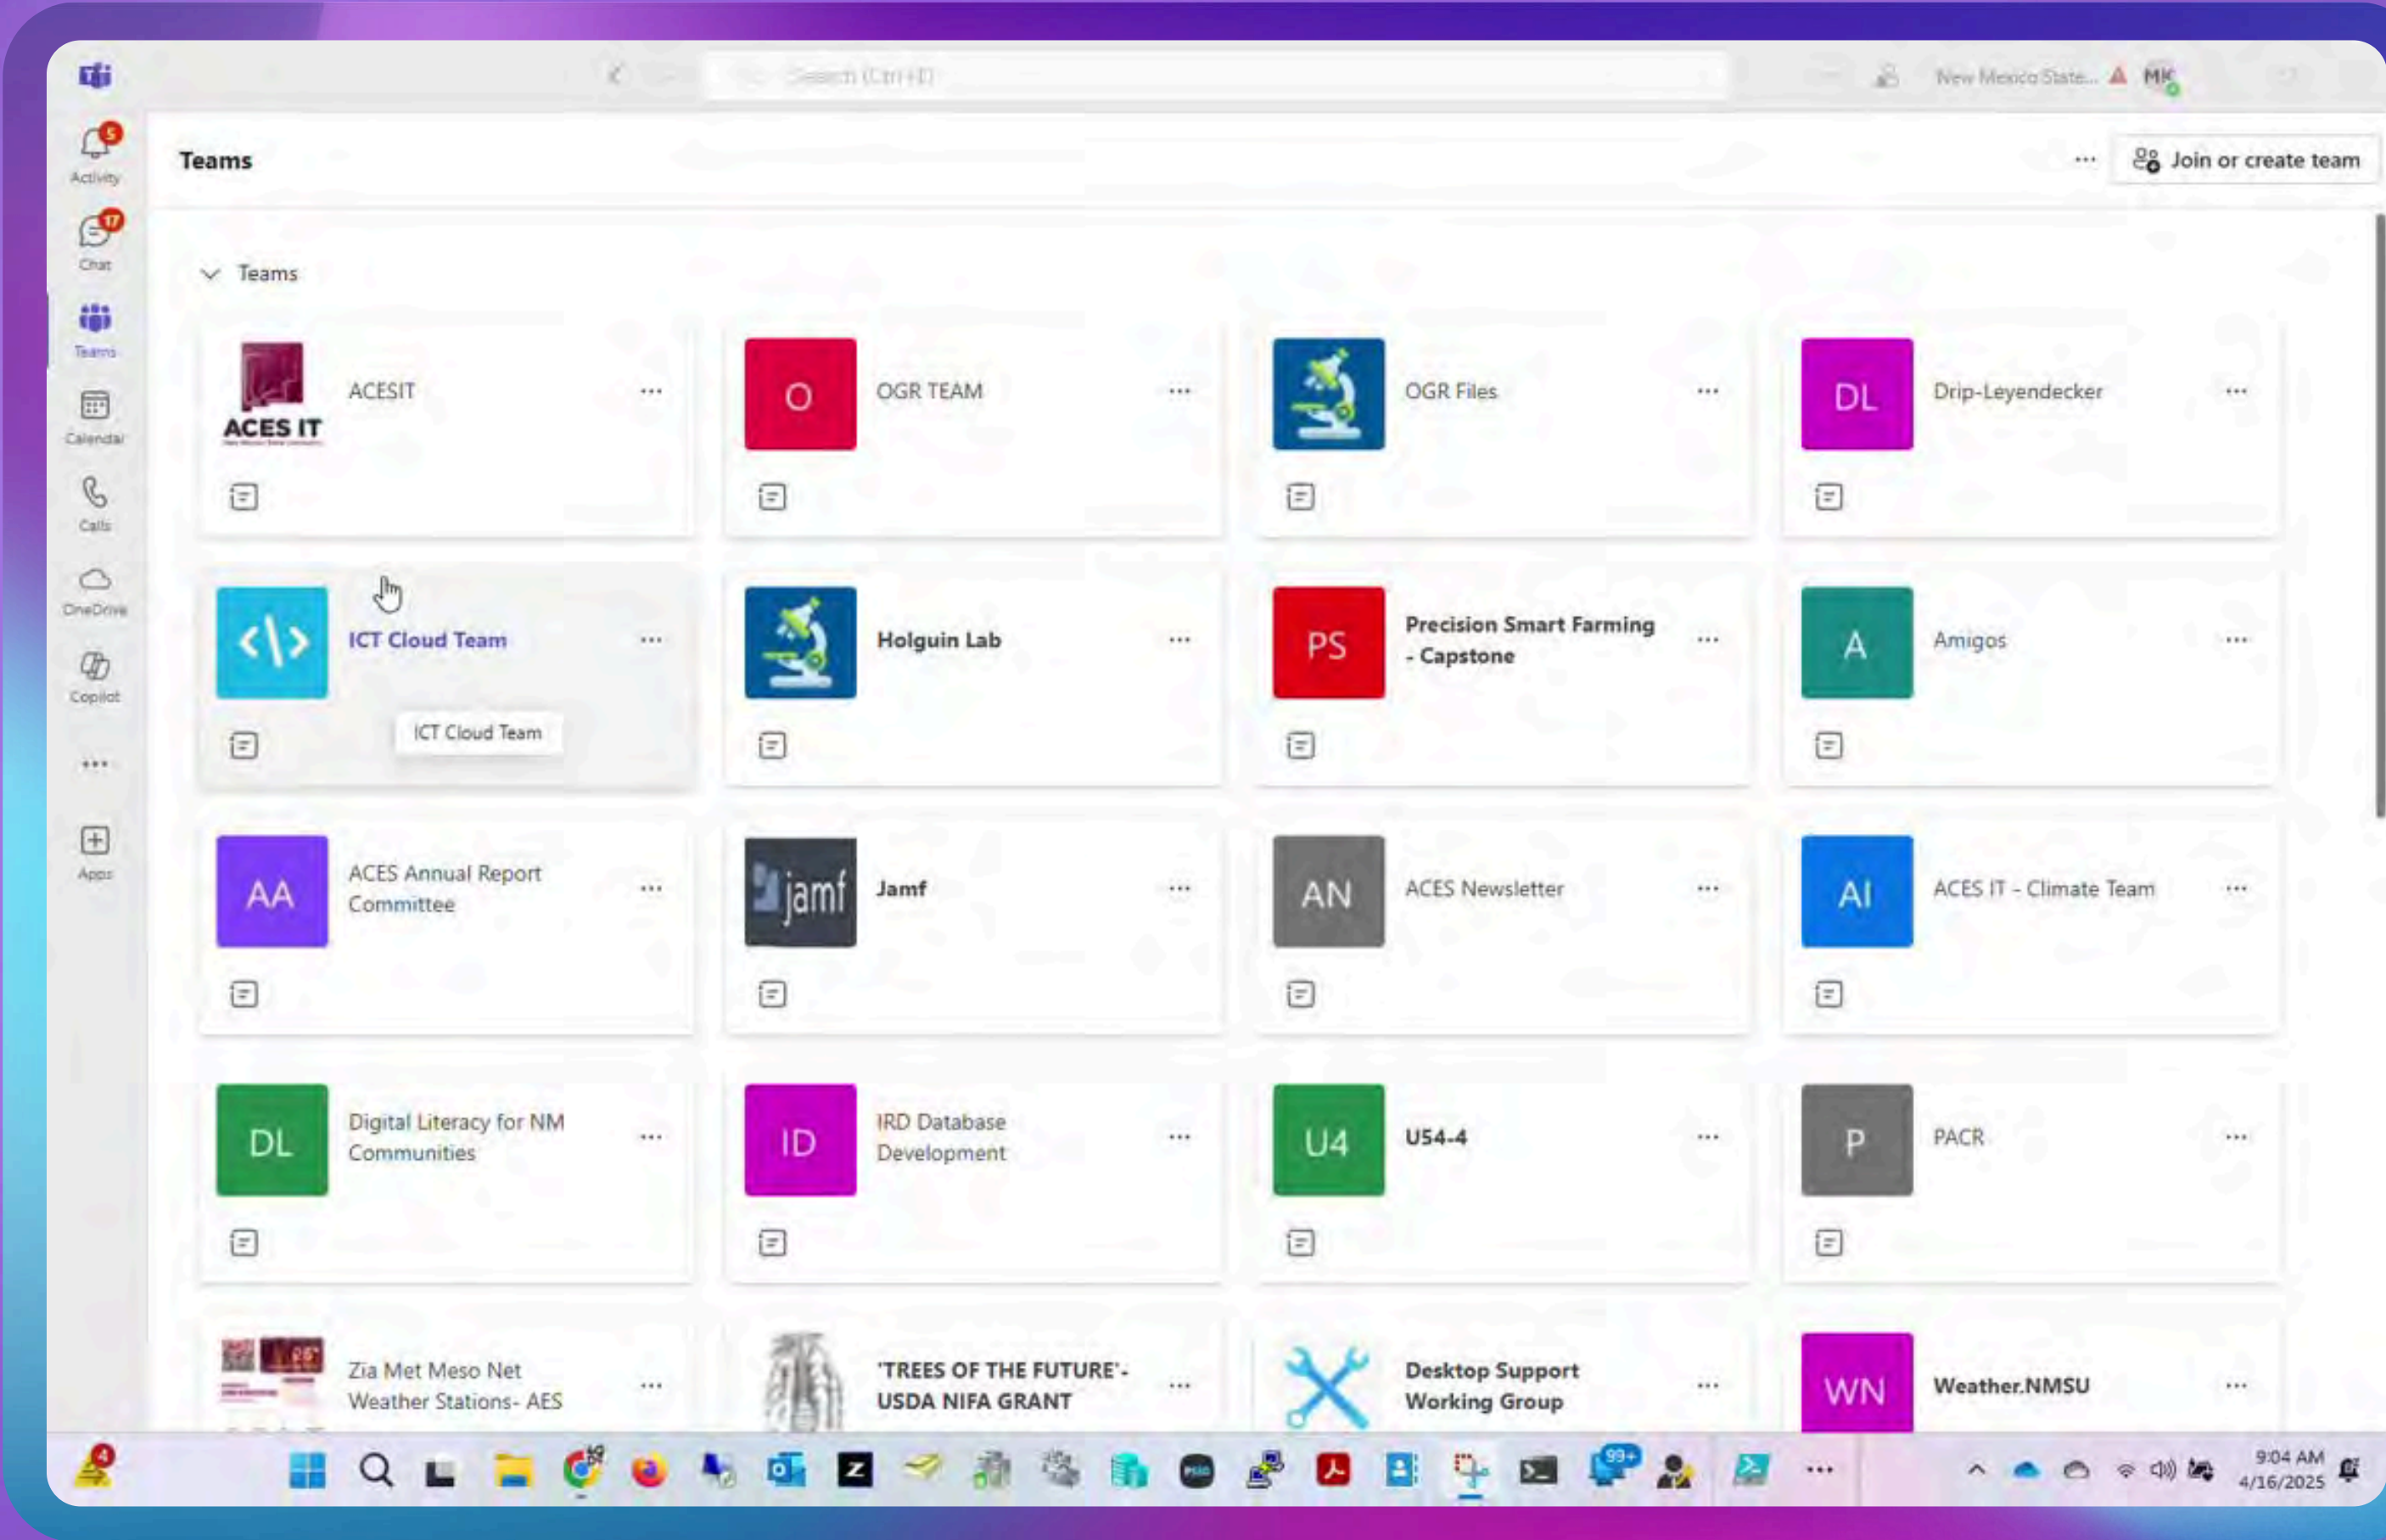 Search (Ctrl+E)
New Mexico State...
MK
5
Activity
17
Chat
Teams
Calendar
Calls
OneDrive
Copilot
Apps
Teams
Join or create team
Teams
ACES IT
ACESIT
O
OGR TEAM
OGR Files
DL
Drip-Leyendecker
<\>
ICT Cloud Team
ICT Cloud Team
Holguin Lab
PS
Precision Smart Farming
- Capstone
A
Amigos
AA
ACES Annual Report
Committee
jamf
Jamf
AN
ACES Newsletter
AI
ACES IT - Climate Team
DL
Digital Literacy for NM
Communities
ID
IRD Database
Development
U4
U54-4
P
PACR
Zia Met Meso Net
Weather Stations- AES
'TREES OF THE FUTURE'-
USDA NIFA GRANT
Desktop Support
Working Group
WN
Weather.NMSU
4
Z
99+
9:04 AM
4/16/2025